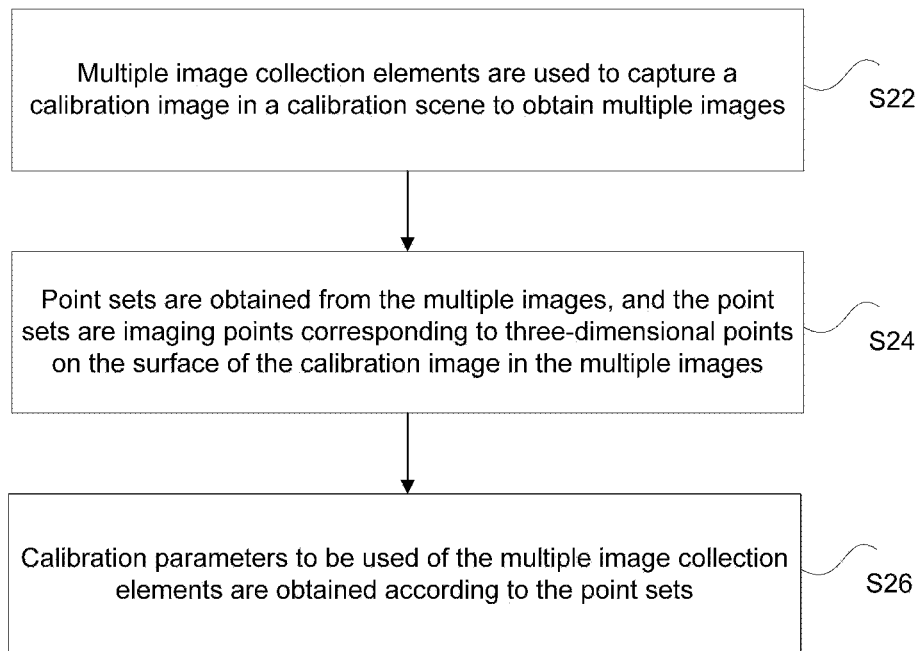 Multiple image collection elements are used to capture a
calibration image in a calibration scene to obtain multiple images
S22
Point sets are obtained from the multiple images, and the point
sets are imaging points corresponding to three-dimensional points
on the surface of the calibration image in the multiple images
S24
Calibration parameters to be used of the multiple image collection
elements are obtained according to the point sets
S26